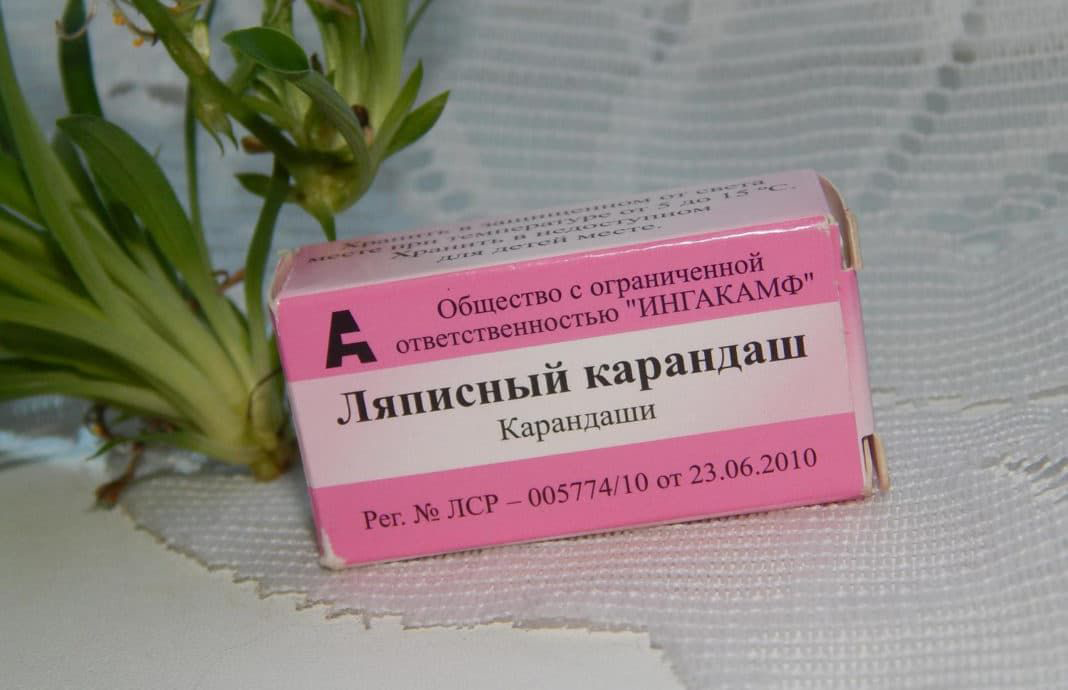 Хранить в защищенном от света
месте при температуре от 5 до 15 °С.
Хранить в недоступном
для детей месте.
Общество с ограниченной
ответственностью "ИНГАКАМФ"
Ляписный карандаш
Карандаши
Рег. № ЛСР – 005774/10 от 23.06.2010